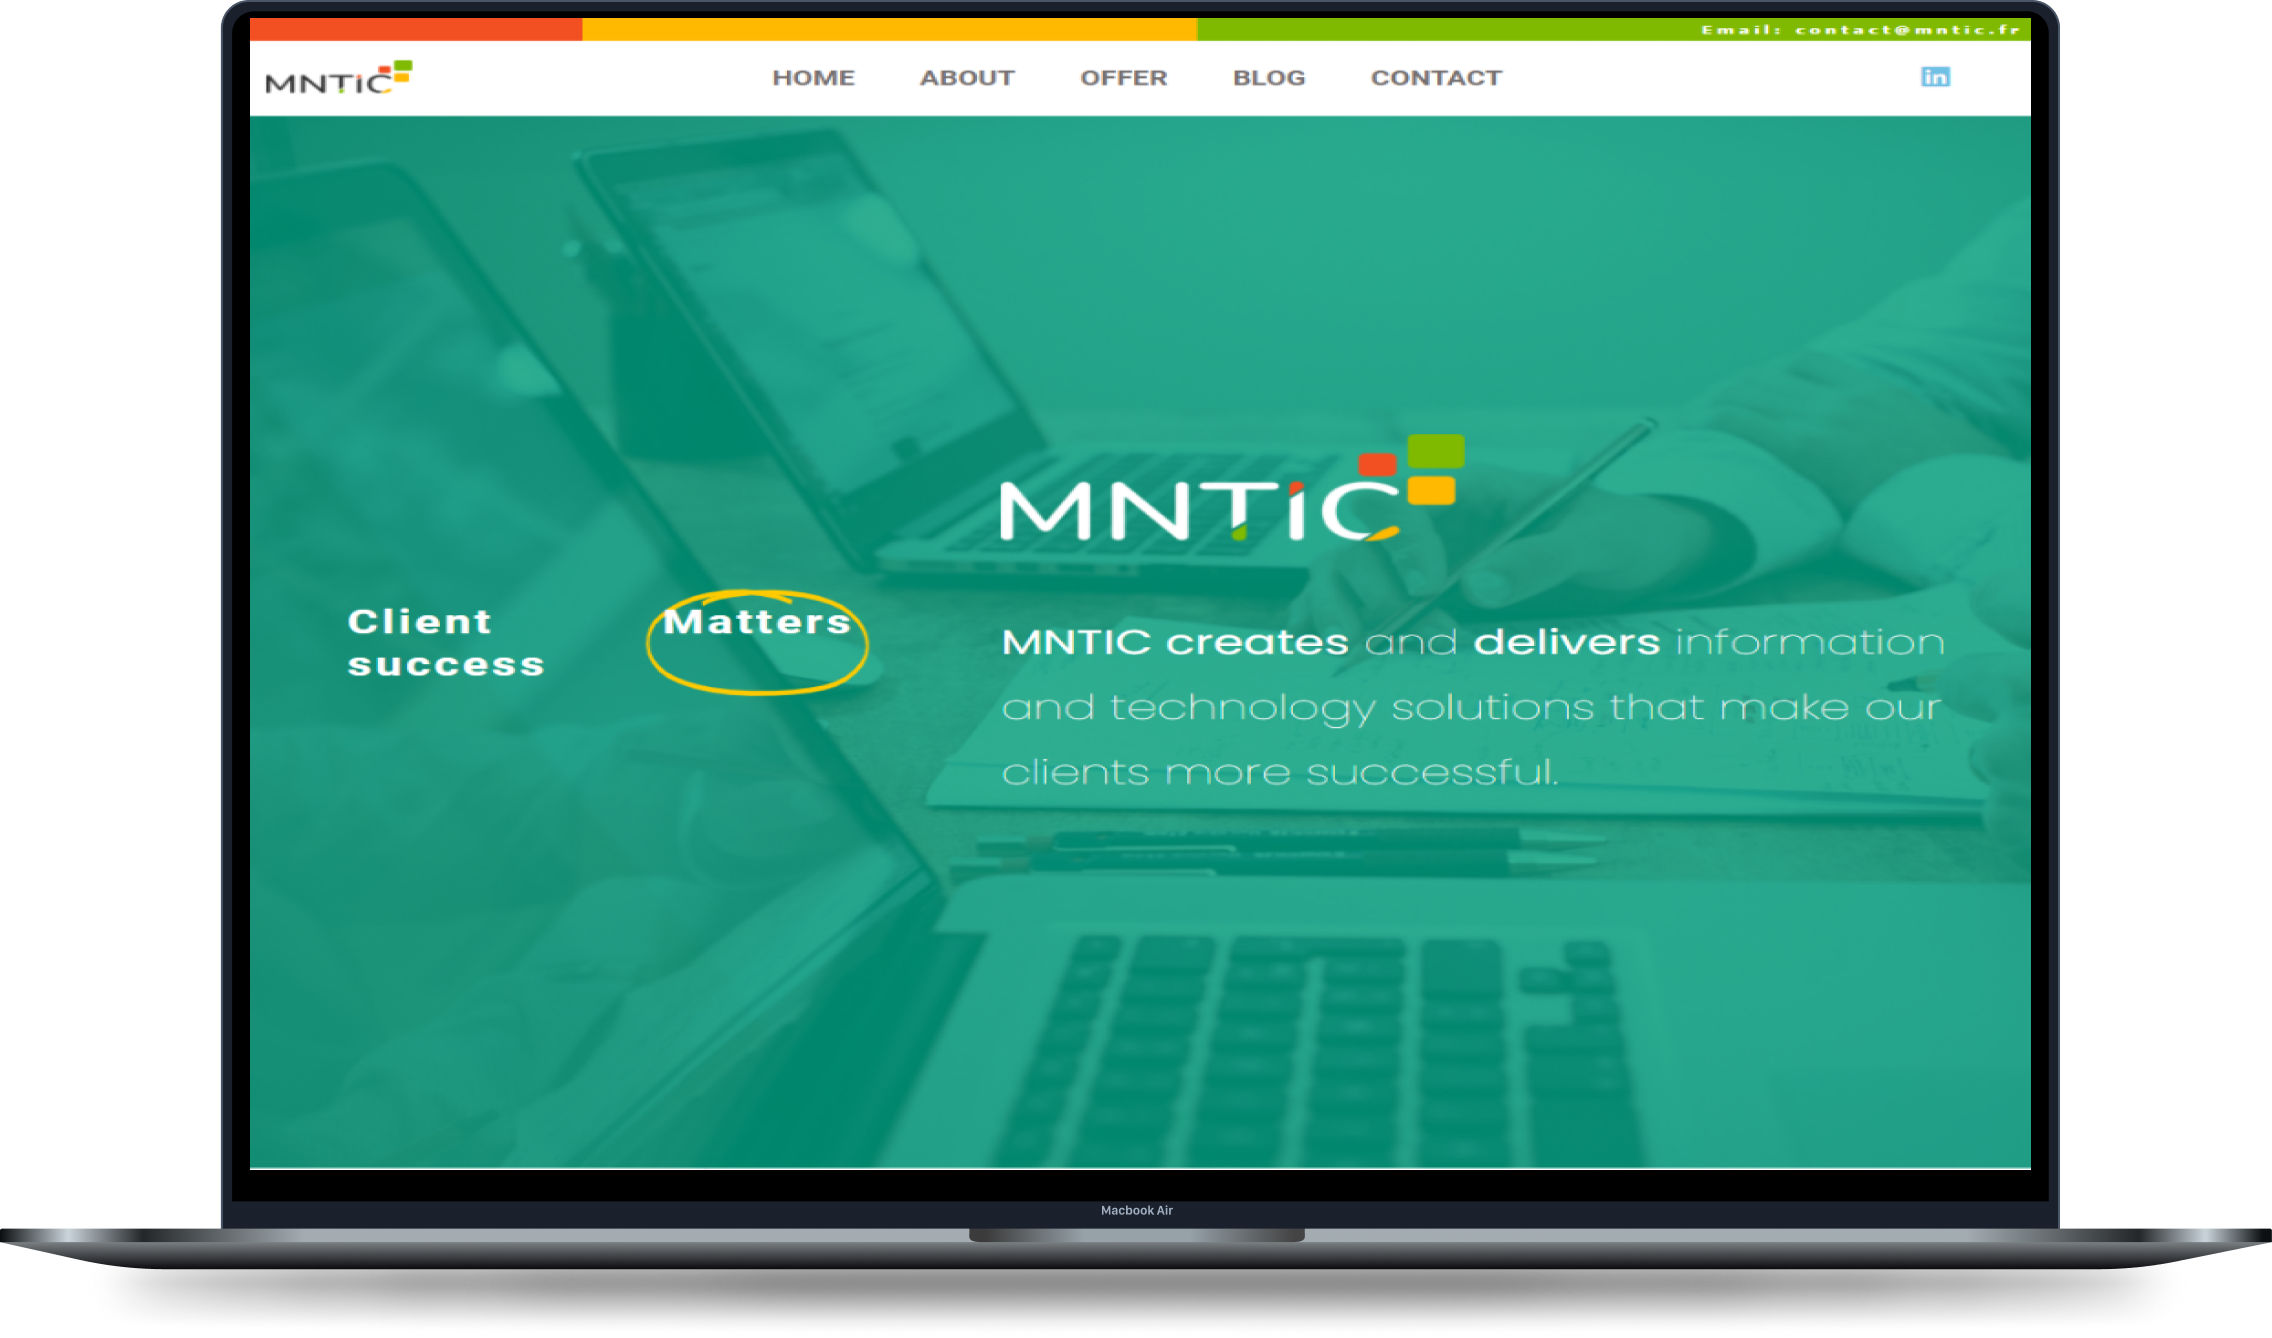 Email: contact@mntic.fr
MNTIC
HOME ABOUT OFFER BLOG CONTACT
in
MNTIC
Client
success
Matters
MNTIC creates and delivers information
and technology solutions that make our
clients more successful.
Macbook Air